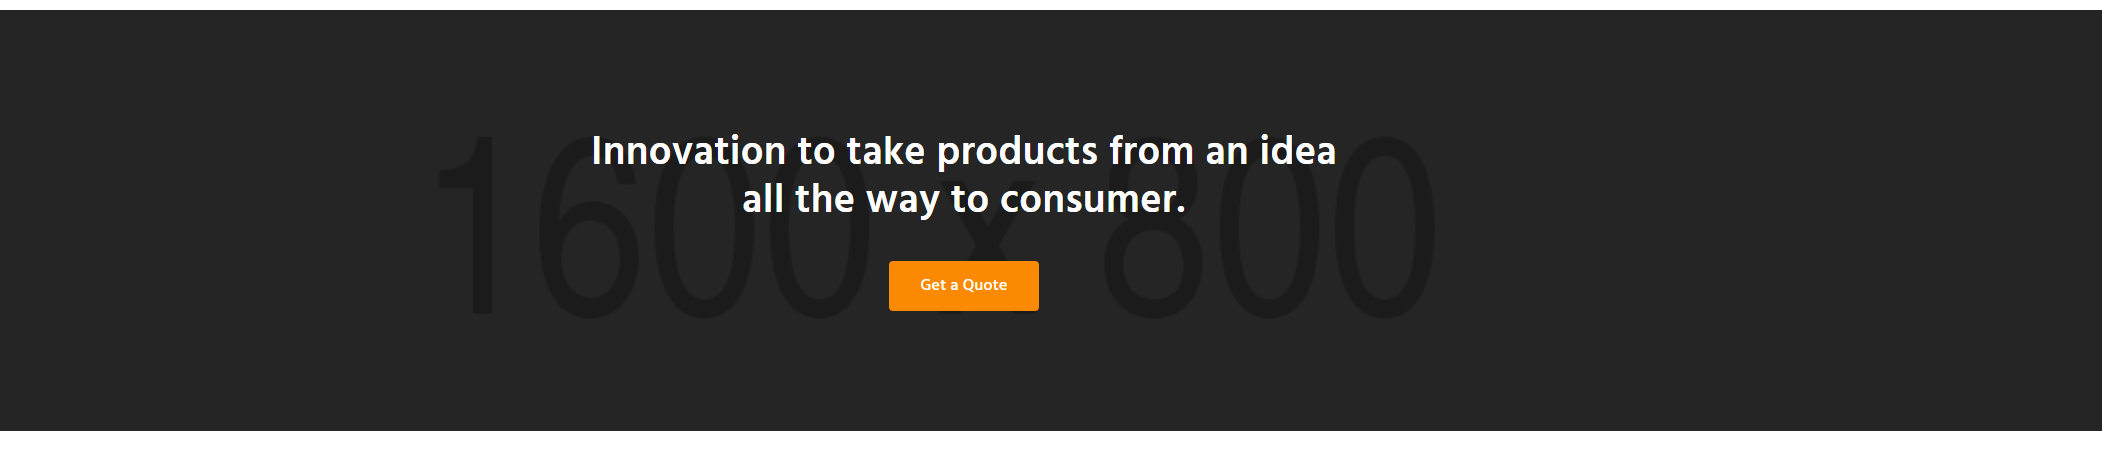 1600 x 800
Innovation to take products from an idea
all the way to consumer.
Get a Quote